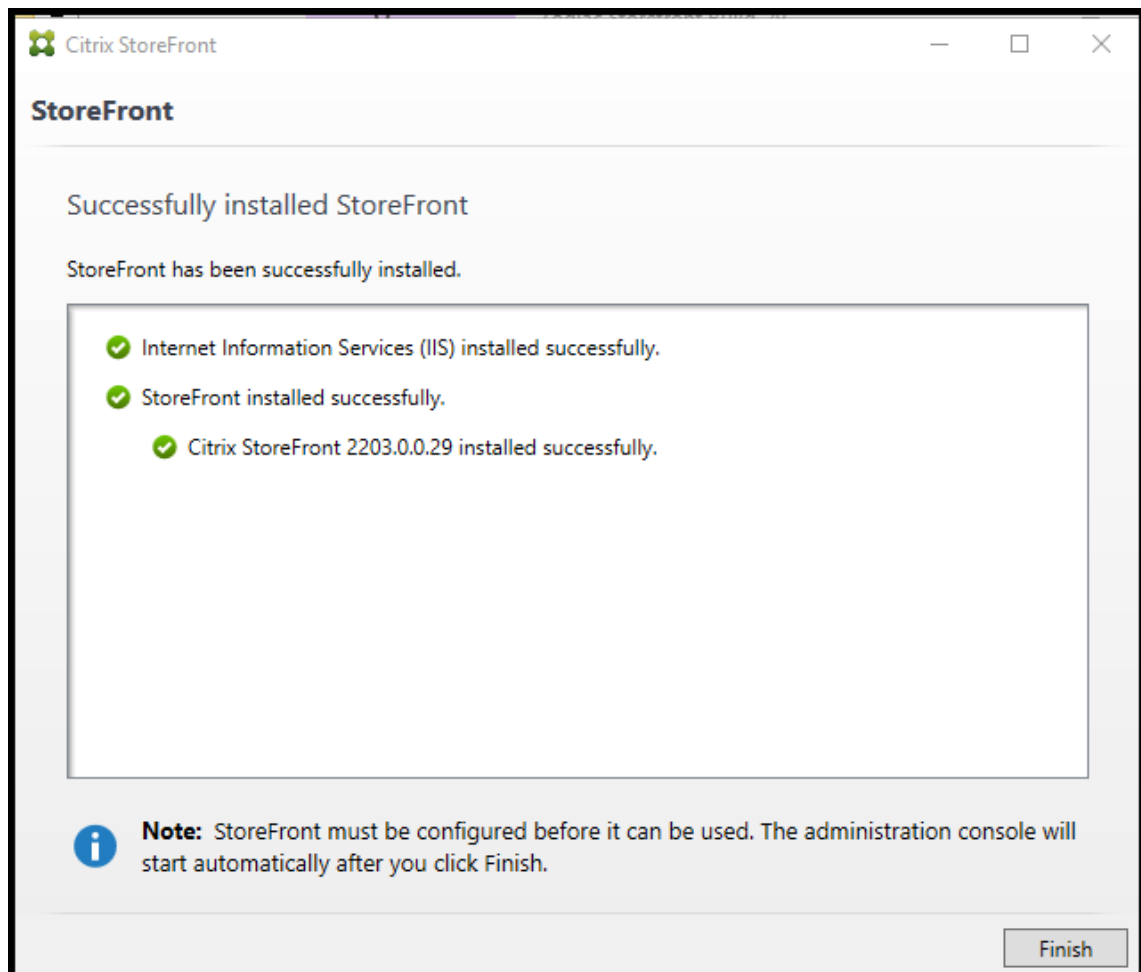 Citrix StoreFront
StoreFront
Successfully installed StoreFront
StoreFront has been successfully installed.
Internet Information Services (IIS) installed successfully.
StoreFront installed successfully.
Citrix StoreFront 2203.0.0.29 installed successfully.
Note: StoreFront must be configured before it can be used. The administration console will
start automatically after you click Finish.
Finish